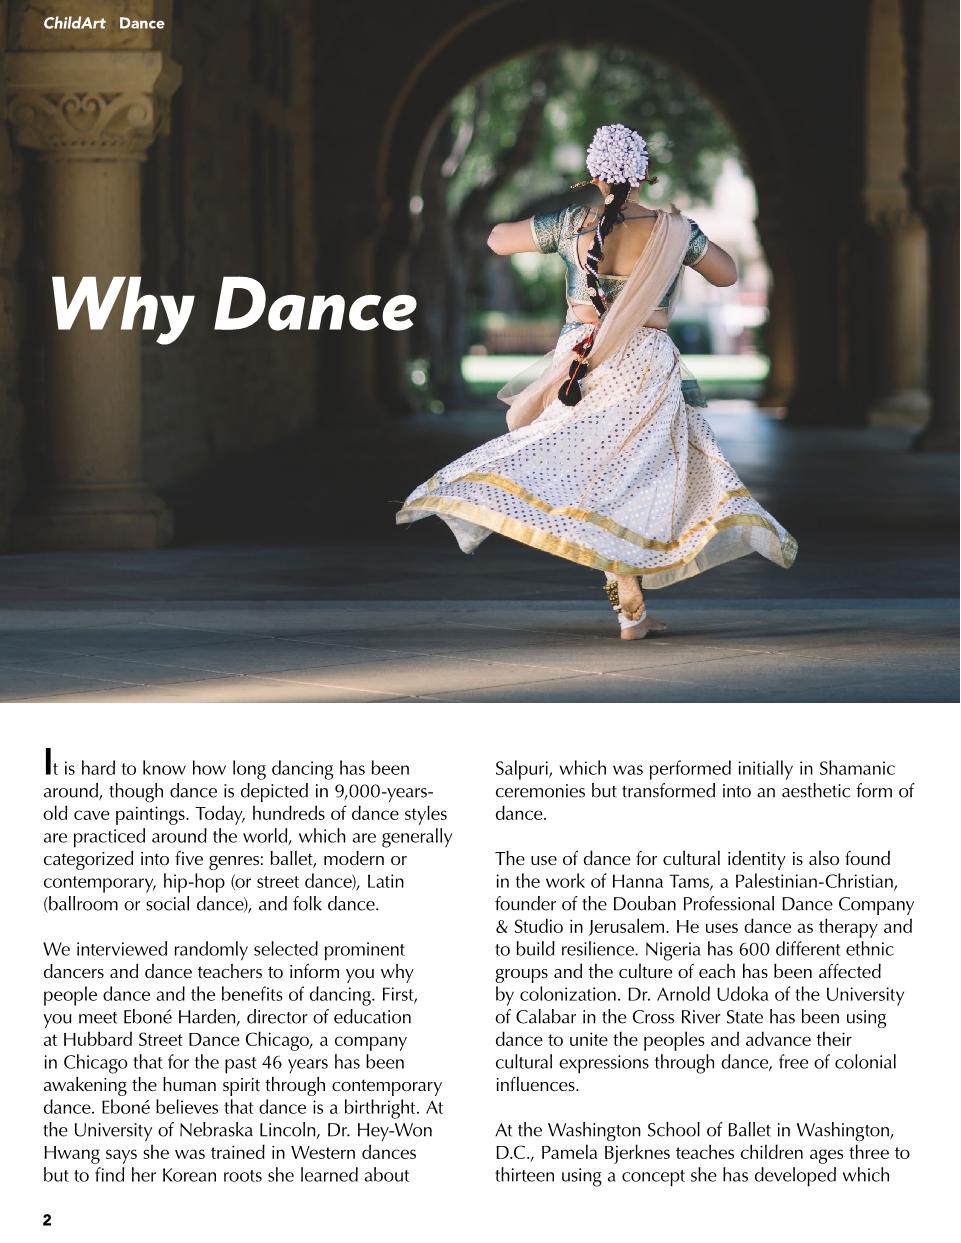 ChildArt Dance
Why Dance
It is hard to know how long dancing has been
around, though dance is depicted in 9,000-years-
old cave paintings. Today, hundreds of dance styles
are practiced around the world, which are generally
categorized into five genres: ballet, modern or
contemporary, hip-hop (or street dance), Latin
(ballroom or social dance), and folk dance.
We interviewed randomly selected prominent
dancers and dance teachers to inform you why
people dance and the benefits of dancing. First,
you meet Eboné Harden, director of education
at Hubbard Street Dance Chicago, a company
in Chicago that for the past 46 years has been
awakening the human spirit through contemporary
dance. Eboné believes that dance is a birthright. At
the University of Nebraska Lincoln, Dr. Hey-Won
Hwang says she was trained in Western dances
but to find her Korean roots she learned about
Salpuri, which was performed initially in Shamanic
ceremonies but transformed into an aesthetic form of
dance.
The use of dance for cultural identity is also found
in the work of Hanna Tams, a Palestinian-Christian,
founder of the Douban Professional Dance Company
& Studio in Jerusalem. He uses dance as therapy and
to build resilience. Nigeria has 600 different ethnic
groups and the culture of each has been affected
by colonization. Dr. Arnold Udoka of the University
of Calabar in the Cross River State has been using
dance to unite the peoples and advance their
cultural expressions through dance, free of colonial
influences.
At the Washington School of Ballet in Washington,
D.C., Pamela Bjerknes teaches children ages three to
thirteen using a concept she has developed which
2